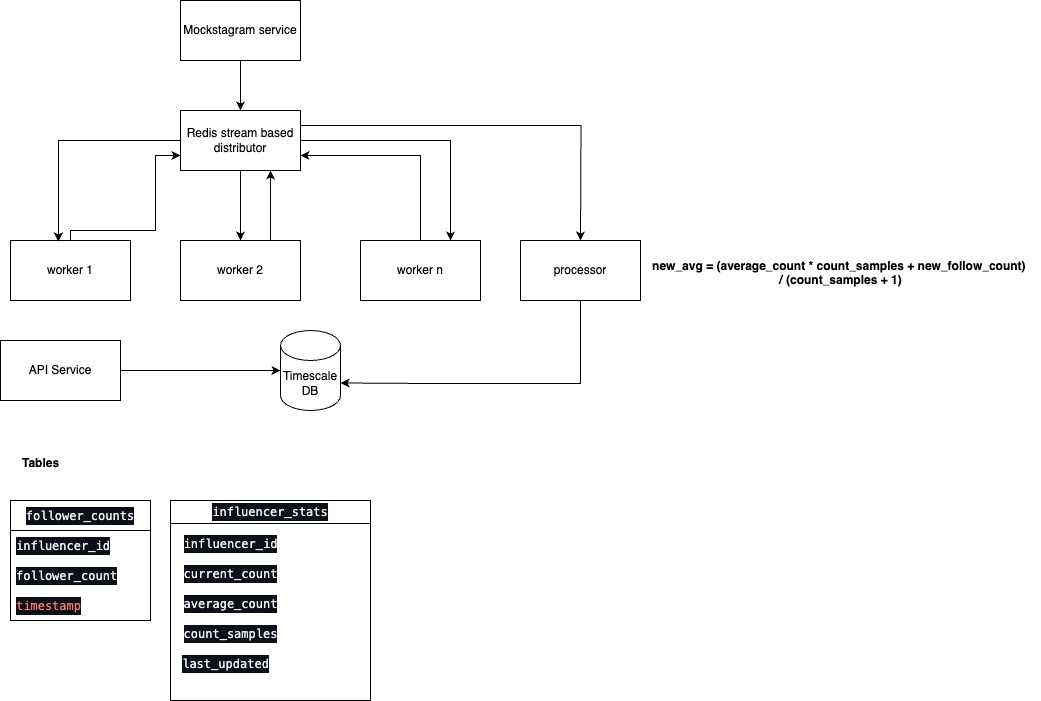 Mockstagram service
Redis stream based
distributor
worker 1
worker 2
worker n
processor
new_avg = (average_count * count_samples + new_follow_count)
/ (count_samples + 1)
API Service
Timescale
DB
Tables
follower_counts
influencer_id
follower_count
timestamp
influencer_stats
influencer_id
current_count
average_count
count_samples
last_updated